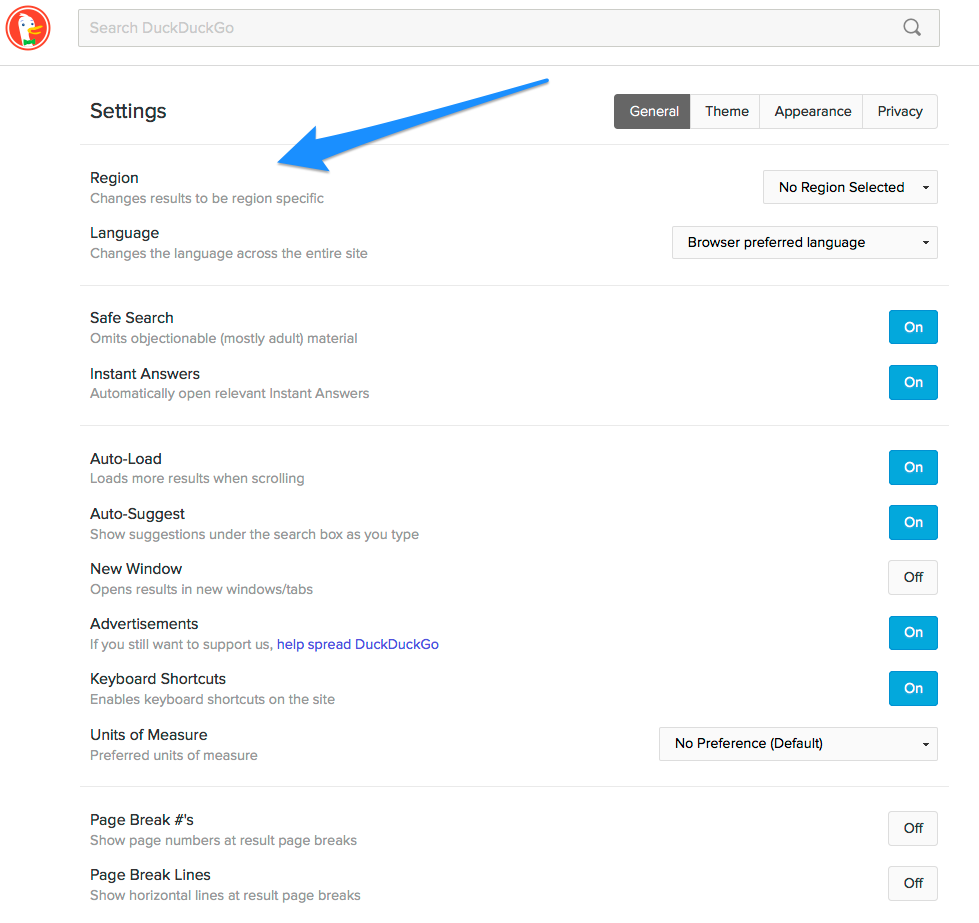 Search DuckDuckGo
Settings
General Theme Appearance Privacy
Region
Changes results to be region specific
No Region Selected
Language
Changes the language across the entire site
Browser preferred language
Safe Search
Omits objectionable (mostly adult) material
On
Instant Answers
Automatically open relevant Instant Answers
On
Auto-Load
Loads more results when scrolling
On
Auto-Suggest
Show suggestions under the search box as you type
On
New Window
Opens results in new windows/tabs
Off
Advertisements
If you still want to support us, help spread DuckDuckGo
On
Keyboard Shortcuts
Enables keyboard shortcuts on the site
On
Units of Measure
Preferred units of measure
No Preference (Default)
Page Break #'s
Show page numbers at result page breaks
Off
Page Break Lines
Show horizontal lines at result page breaks
Off